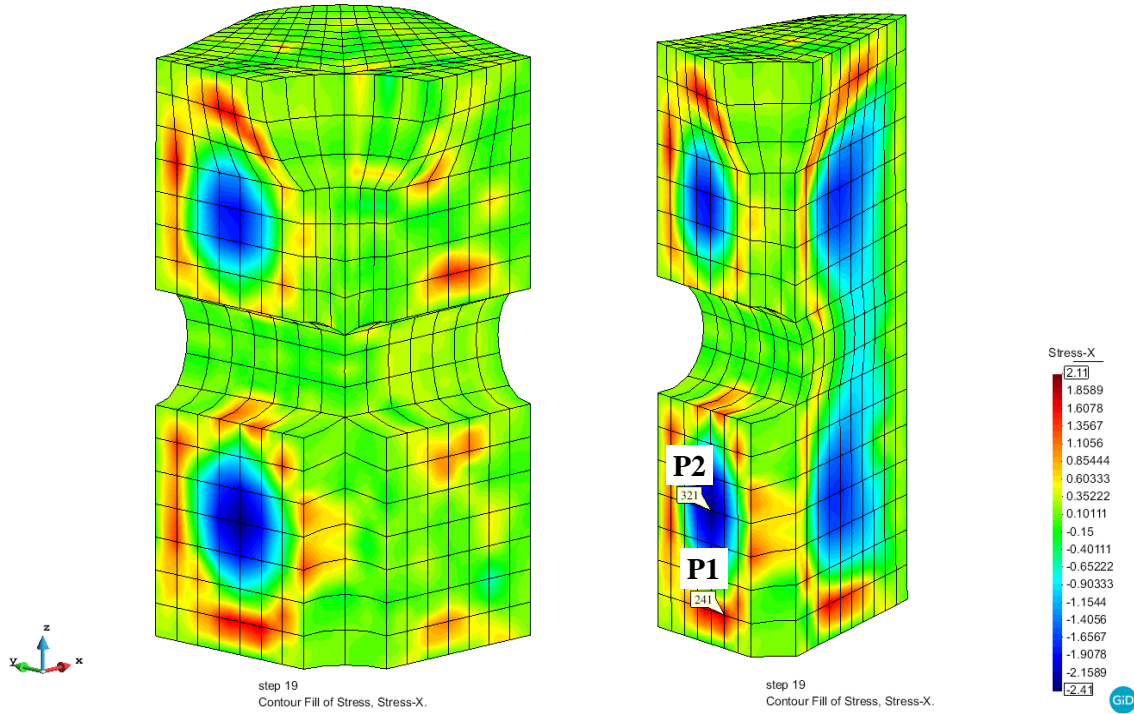 P2
321
P1
241
Stress-X
2.11
1.8589
1.6078
1.3567
1.1056
0.85444
0.60333
0.35222
0.10111
-0.15
-0.40111
-0.65222
-0.90333
-1.1544
-1.4056
-1.6567
-1.9078
-2.1589
-2.41
z
y
x
step 19
Contour Fill of Stress, Stress-X.
step 19
Contour Fill of Stress, Stress-X.
GiD